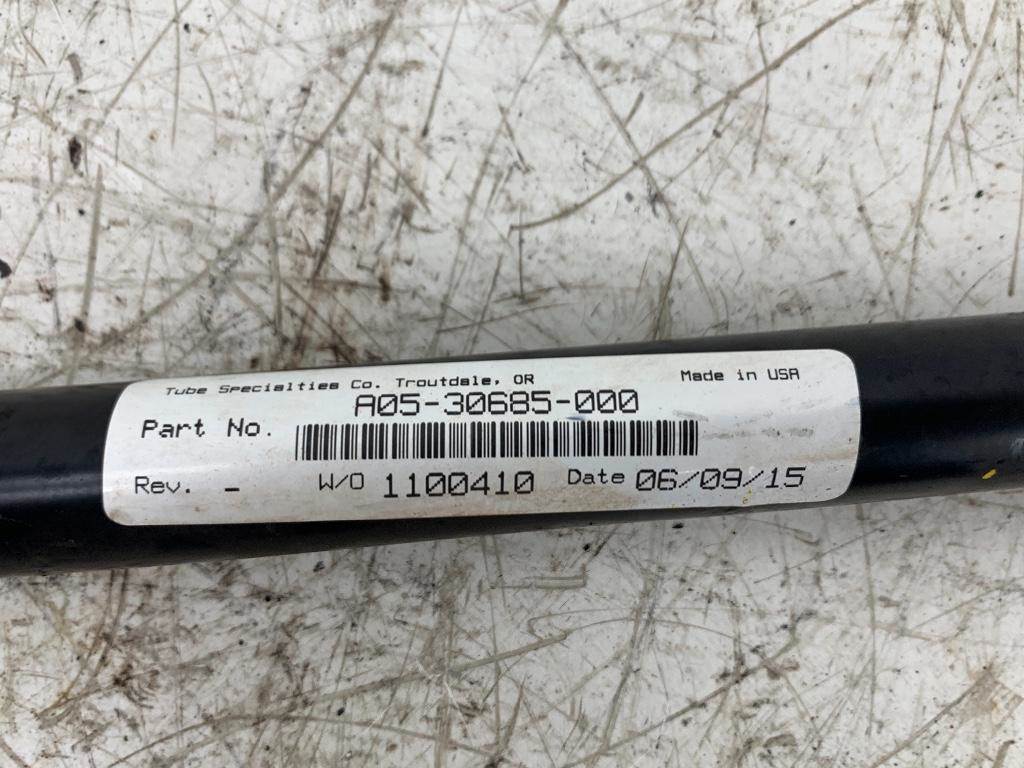 Tube Specialties Co. Troutdale, OR Made in USA
Part No. A05-30685-000
Rev. - W/O 1100410 Date 06/09/15